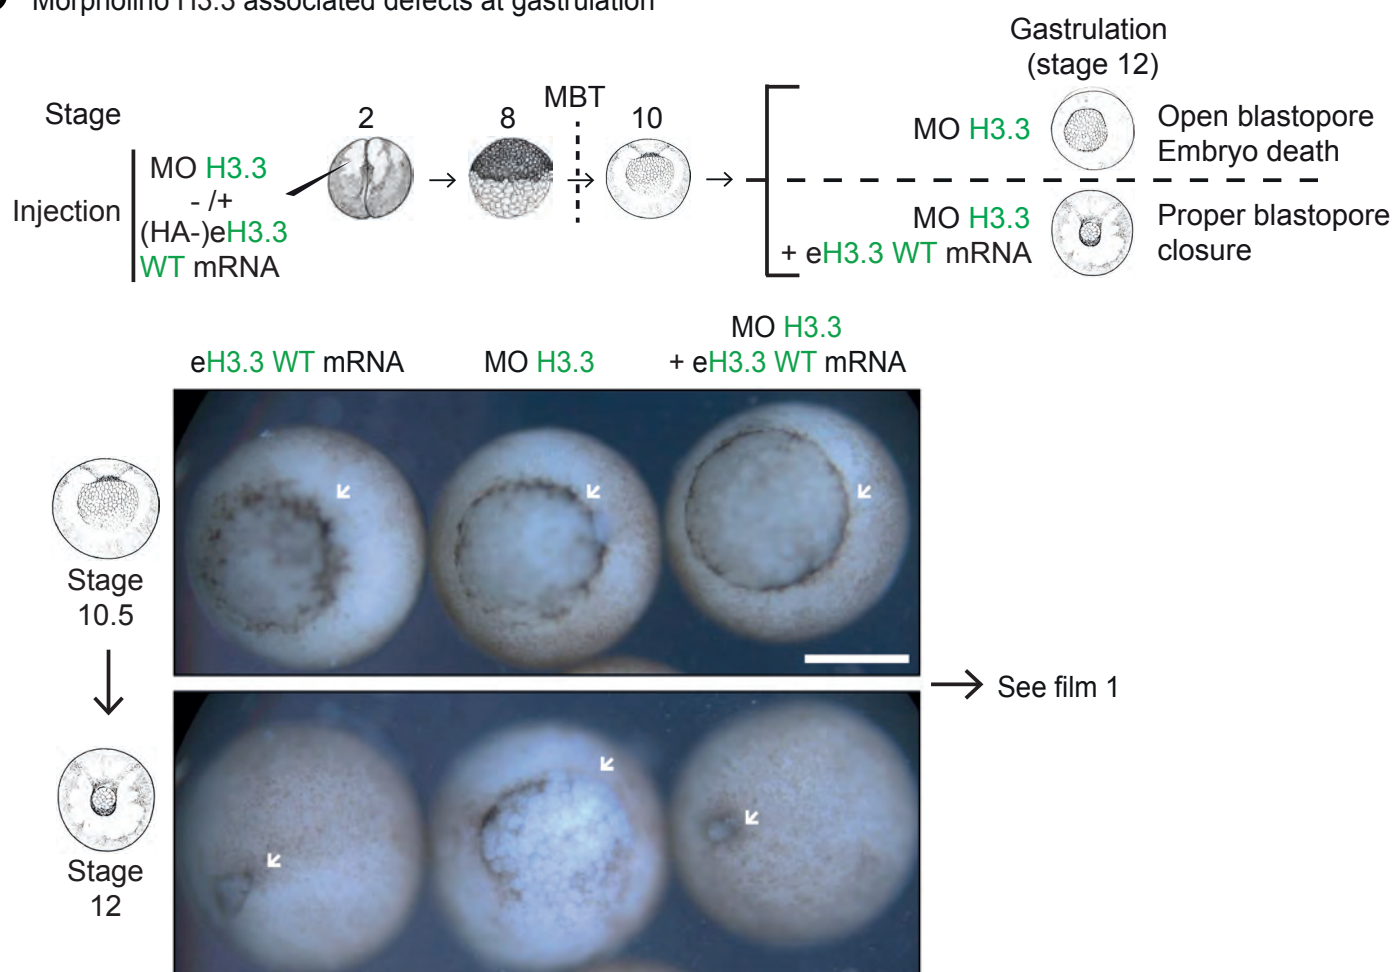 Morpholino H3.3 associated defects at gastrulation
Gastrulation
(stage 12)
Stage
2
8
MBT
10
Injection
MO H3.3
- /+
(HA-)eH3.3
WT mRNA
MO H3.3
Open blastopore
Embryo death
MO H3.3
+ eH3.3 WT mRNA
Proper blastopore
closure
eH3.3 WT mRNA
MO H3.3
MO H3.3
+ eH3.3 WT mRNA
Stage
10.5
See film 1
Stage
12